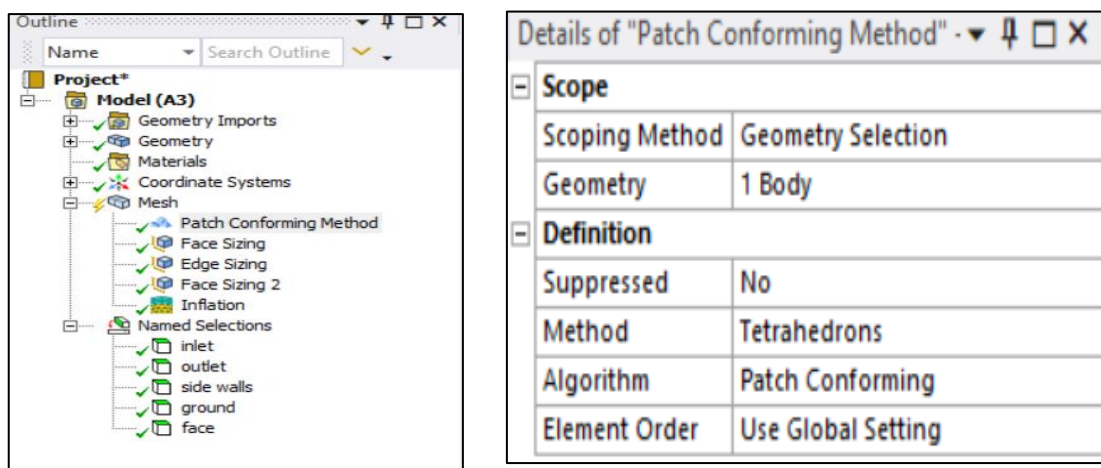 Outline
Name
Search Outline
Project*
Model (A3)
Geometry Imports
Geometry
Materials
Coordinate Systems
Mesh
Patch Conforming Method
Face Sizing
Edge Sizing
Face Sizing 2
Inflation
Named Selections
inlet
outlet
side walls
ground
face
Details of "Patch Conforming Method"
Scope
Scoping Method Geometry Selection
Geometry 1 Body
Definition
Suppressed No
Method Tetrahedrons
Algorithm Patch Conforming
Element Order Use Global Setting